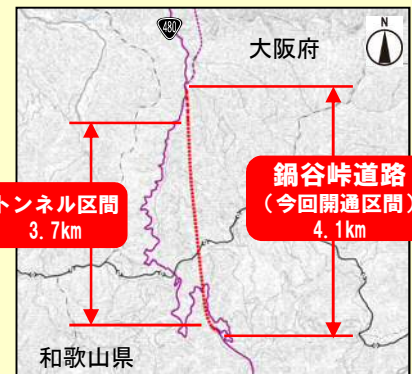 480
N
大阪府
トンネル区間
3.7km
鍋谷峠道路
（今回開通区間）
4.1km
和歌山県